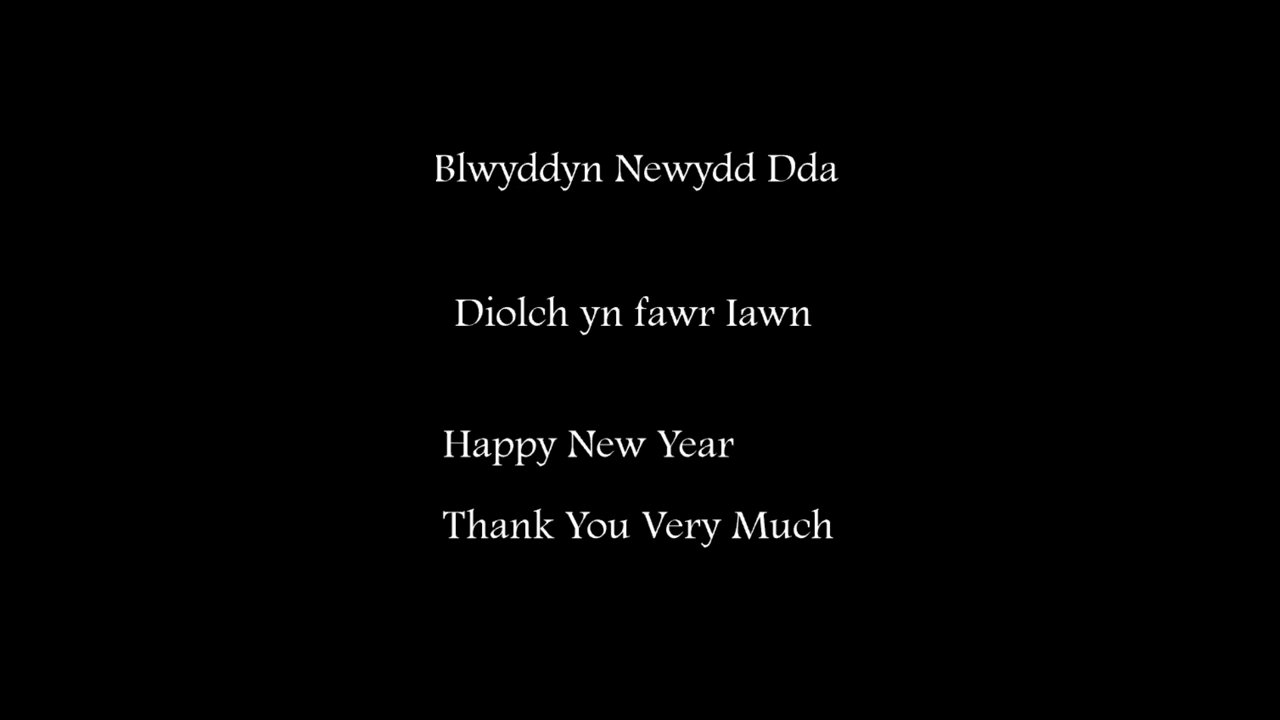 Blwyddyn Newydd Dda
Diolch yn fawr Iawn
Happy New Year
Thank You Very Much